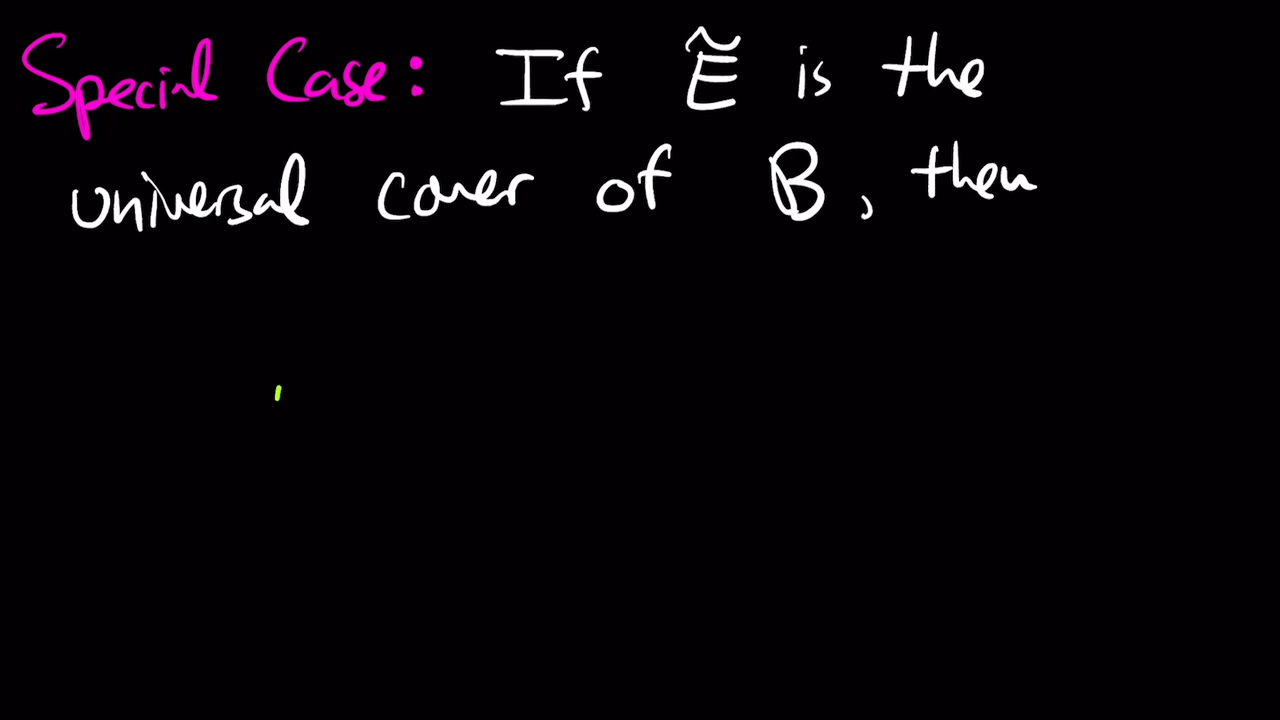 Special Case: If Ẽ is the
universal cover of B, then